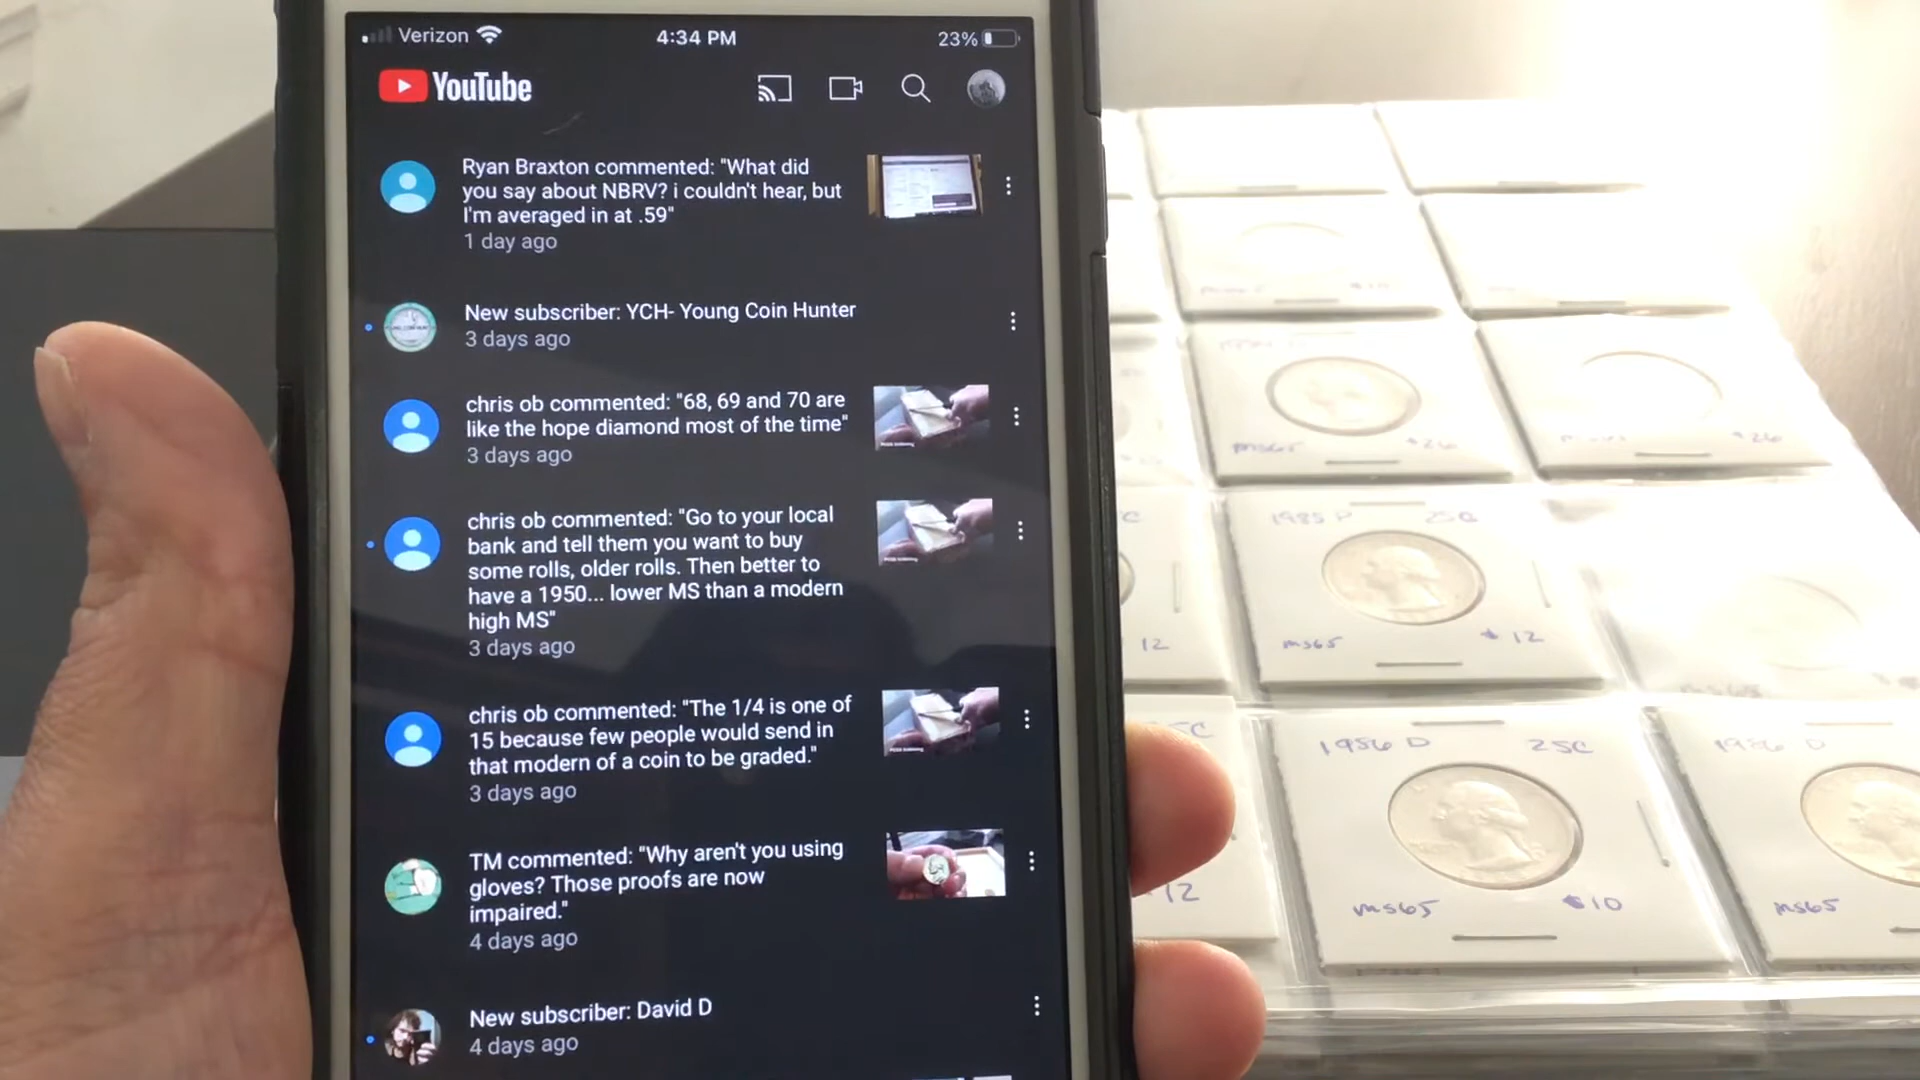 Verizon
4:34 PM
23%
YouTube
Ryan Braxton commented: "What did
you say about NBRV? i couldn't hear, but
I'm averaged in at .59"
1 day ago
New subscriber: YCH- Young Coin Hunter
3 days ago
chris ob commented: "68, 69 and 70 are
like the hope diamond most of the time"
3 days ago
chris ob commented: "Go to your local
bank and tell them you want to buy
some rolls, older rolls. Then better to
have a 1950... lower MS than a modern
high MS"
3 days ago
chris ob commented: "The 1/4 is one of
15 because few people would send in
that modern of a coin to be graded."
3 days ago
TM commented: "Why aren't you using
gloves? Those proofs are now
impaired."
4 days ago
New subscriber: David D
4 days ago
ms65 $26
$26
1985 P 25C
12
ms65 $12
12
1986 D 25C
ms65 $10
1986 D
ms65